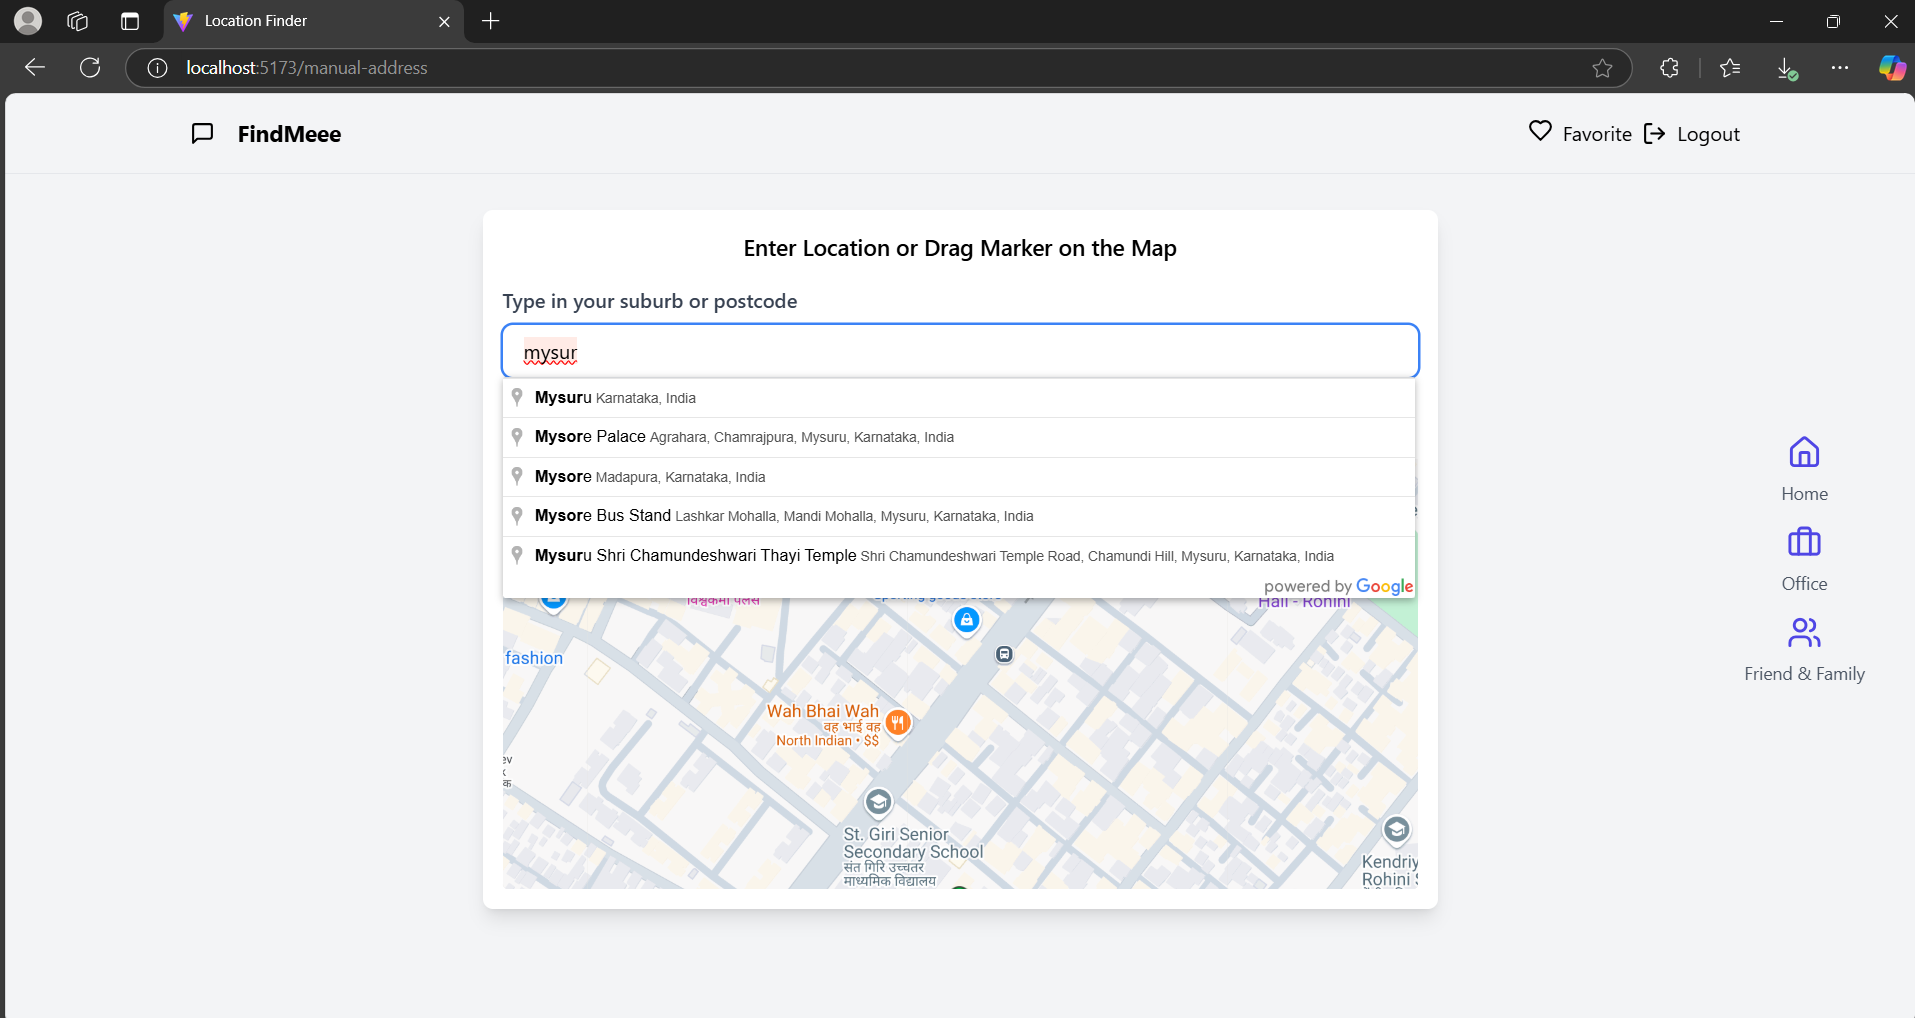 Location Finder
localhost:5173/manual-address
FindMeee
Favorite
Logout
Enter Location or Drag Marker on the Map
Type in your suburb or postcode
mysur
Mysuru Karnataka, India
Mysore Palace Agrahara, Chamrajpura, Mysuru, Karnataka, India
Mysore Madapura, Karnataka, India
Mysore Bus Stand Lashkar Mohalla, Mandi Mohalla, Mysuru, Karnataka, India
Mysuru Shri Chamundeshwari Thayi Temple Shri Chamundeshwari Temple Road, Chamundi Hill, Mysuru, Karnataka, India
powered by Google
Hall - Rohini
fashion
Wah Bhai Wah
वह भाई वह
North Indian • $$
St. Giri Senior
Secondary School
संत गिरि उच्चतर
माध्यमिक विद्यालय
Kendriy
Rohini
Home
Office
Friend & Family